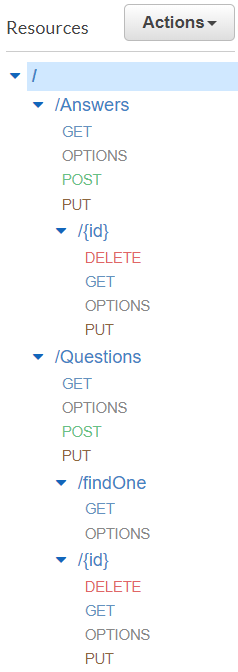 Resources Actions
/
/Answers
GET
OPTIONS
POST
PUT
/{id}
DELETE
GET
OPTIONS
PUT
/Questions
GET
OPTIONS
POST
PUT
/findOne
GET
OPTIONS
/{id}
DELETE
GET
OPTIONS
PUT